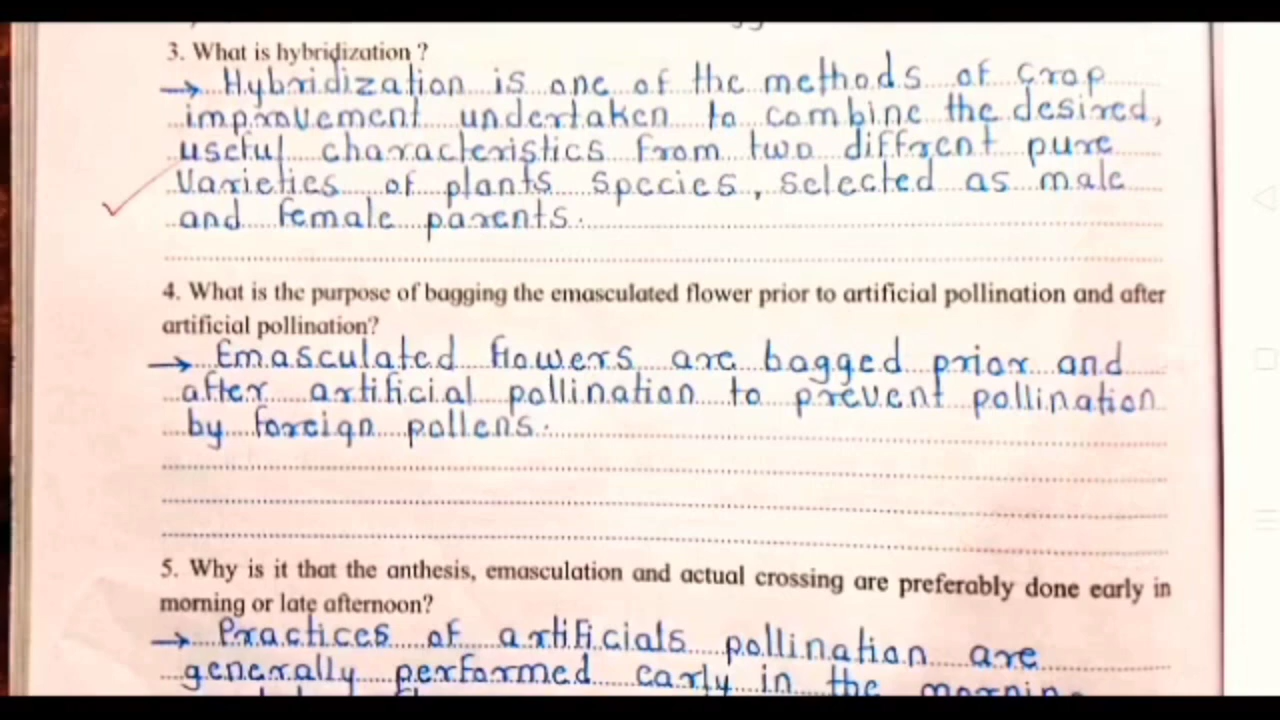 3. What is hybridization ?
→ Hybridization is one of the methods of crop
improvement undertaken to combine the desired,
useful characteristics from two diffrent pure
varieties of plants species, selected as male
and female parents.
4. What is the purpose of bagging the emasculated flower prior to artificial pollination and after
artificial pollination?
→ Emasculated flowers are bagged prior and
after artificial pollination to prevent pollination
by foreign pollens.
5. Why is it that the anthesis, emasculation and actual crossing are preferably done early in
morning or late afternoon?
→ Practices of artificials pollination are
generally performed early in the